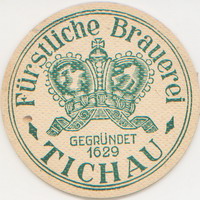 Fürstliche Brauerei
GEGRÜNDET
1629
TICHAU